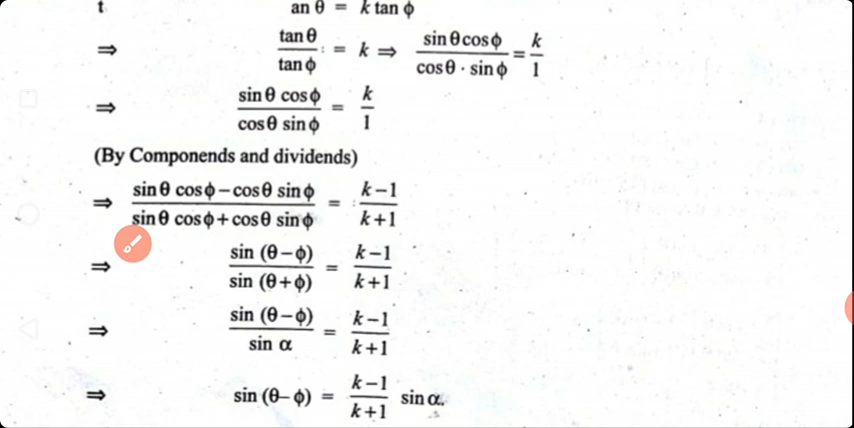 t an θ = k tan ϕ
⇒ tan θ / tan ϕ = k ⇒ sin θ cos ϕ / cos θ · sin ϕ = k / 1
⇒ sin θ cos ϕ / cos θ sin ϕ = k / 1
(By Componends and dividends)
⇒ sin θ cos ϕ − cos θ sin ϕ / sin θ cos ϕ + cos θ sin ϕ = k − 1 / k + 1
⇒ sin (θ − ϕ) / sin (θ + ϕ) = k − 1 / k + 1
⇒ sin (θ − ϕ) / sin α = k − 1 / k + 1
⇒ sin (θ − ϕ) = k − 1 / k + 1 sin α.